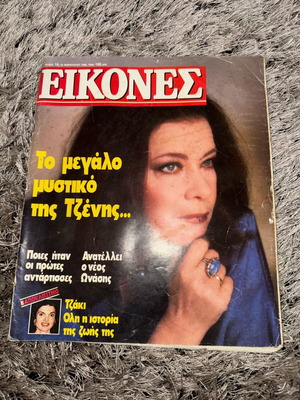 ΕΙΚΟΝΕΣ
Το μεγάλο
μυστικό
της Τζένης...
Ποιες ήταν
οι πρώτες
αντάρτισσες
Ανατέλλει
ο νέος
Ωνάσης
Τζάκι
Όλη η ιστορία
της ζωής της